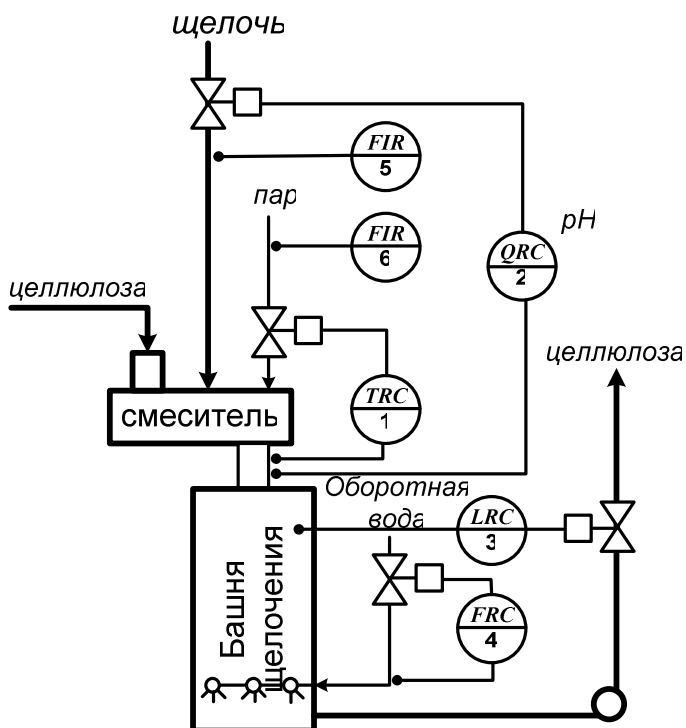 щелочь
FIR
5
пар
FIR
6
pH
QRC
2
целлюлоза
целлюлоза
TRC
1
смеситель
Оборотная
вода
LRC
3
Башня
щелочения
FRC
4